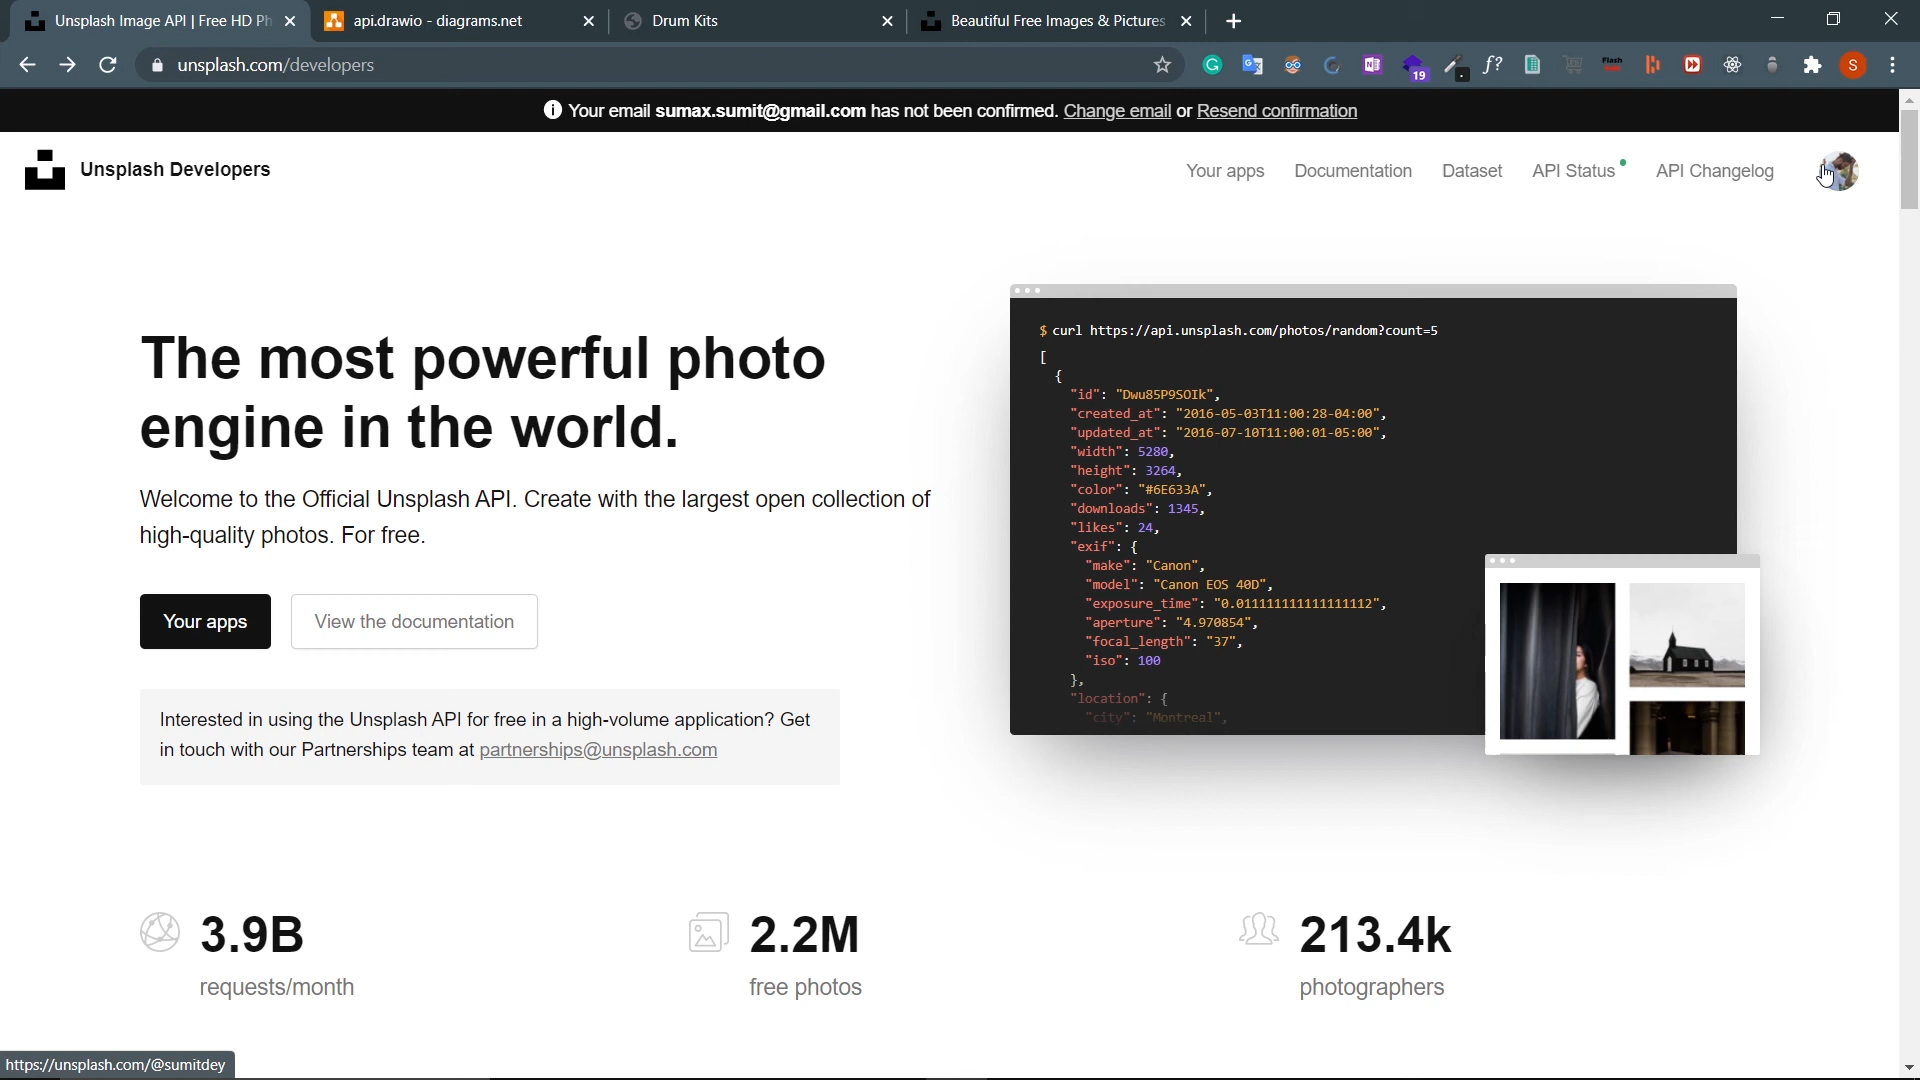 Unsplash Image API | Free HD Ph
api.drawio - diagrams.net
Drum Kits
Beautiful Free Images & Pictures
unsplash.com/developers
19
f?
Flash
S
Your email sumax.sumit@gmail.com has not been confirmed. Change email or Resend confirmation
Unsplash Developers
Your apps
Documentation
Dataset
API Status
API Changelog
The most powerful photo
engine in the world.
Welcome to the Official Unsplash API. Create with the largest open collection of
high-quality photos. For free.
Your apps
View the documentation
Interested in using the Unsplash API for free in a high-volume application? Get
in touch with our Partnerships team at partnerships@unsplash.com
$ curl https://api.unsplash.com/photos/random?count=5
[
{
"id": "Dwu85P9SOIk",
"created_at": "2016-05-03T11:00:28-04:00",
"updated_at": "2016-07-10T11:00:01-05:00",
"width": 5280,
"height": 3264,
"color": "#6E633A",
"downloads": 1345,
"likes": 24,
"exif": {
"make": "Canon",
"model": "Canon EOS 40D",
"exposure_time": "0.011111111111111112",
"aperture": "4.970854",
"focal_length": "37",
"iso": 100
},
"location": {
"city": "Montreal",
3.9B
requests/month
2.2M
free photos
213.4k
photographers
https://unsplash.com/@sumitdey